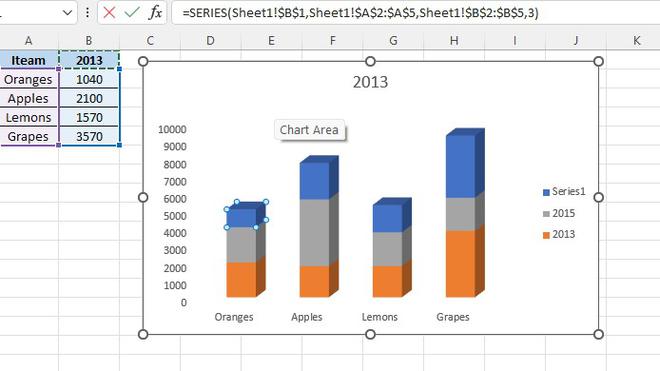 fx =SERIES(Sheet1!$B$1,Sheet1!$A$2:$A$5,Sheet1!$B$2:$B$5,3)
A B C D E F G H I J K
Iteam 2013
Oranges 1040
Apples 2100
Lemons 1570
Grapes 3570
2013
Chart Area
10000
9000
8000
7000
6000
5000
4000
3000
2000
1000
0
Oranges Apples Lemons Grapes
Series1
2015
2013